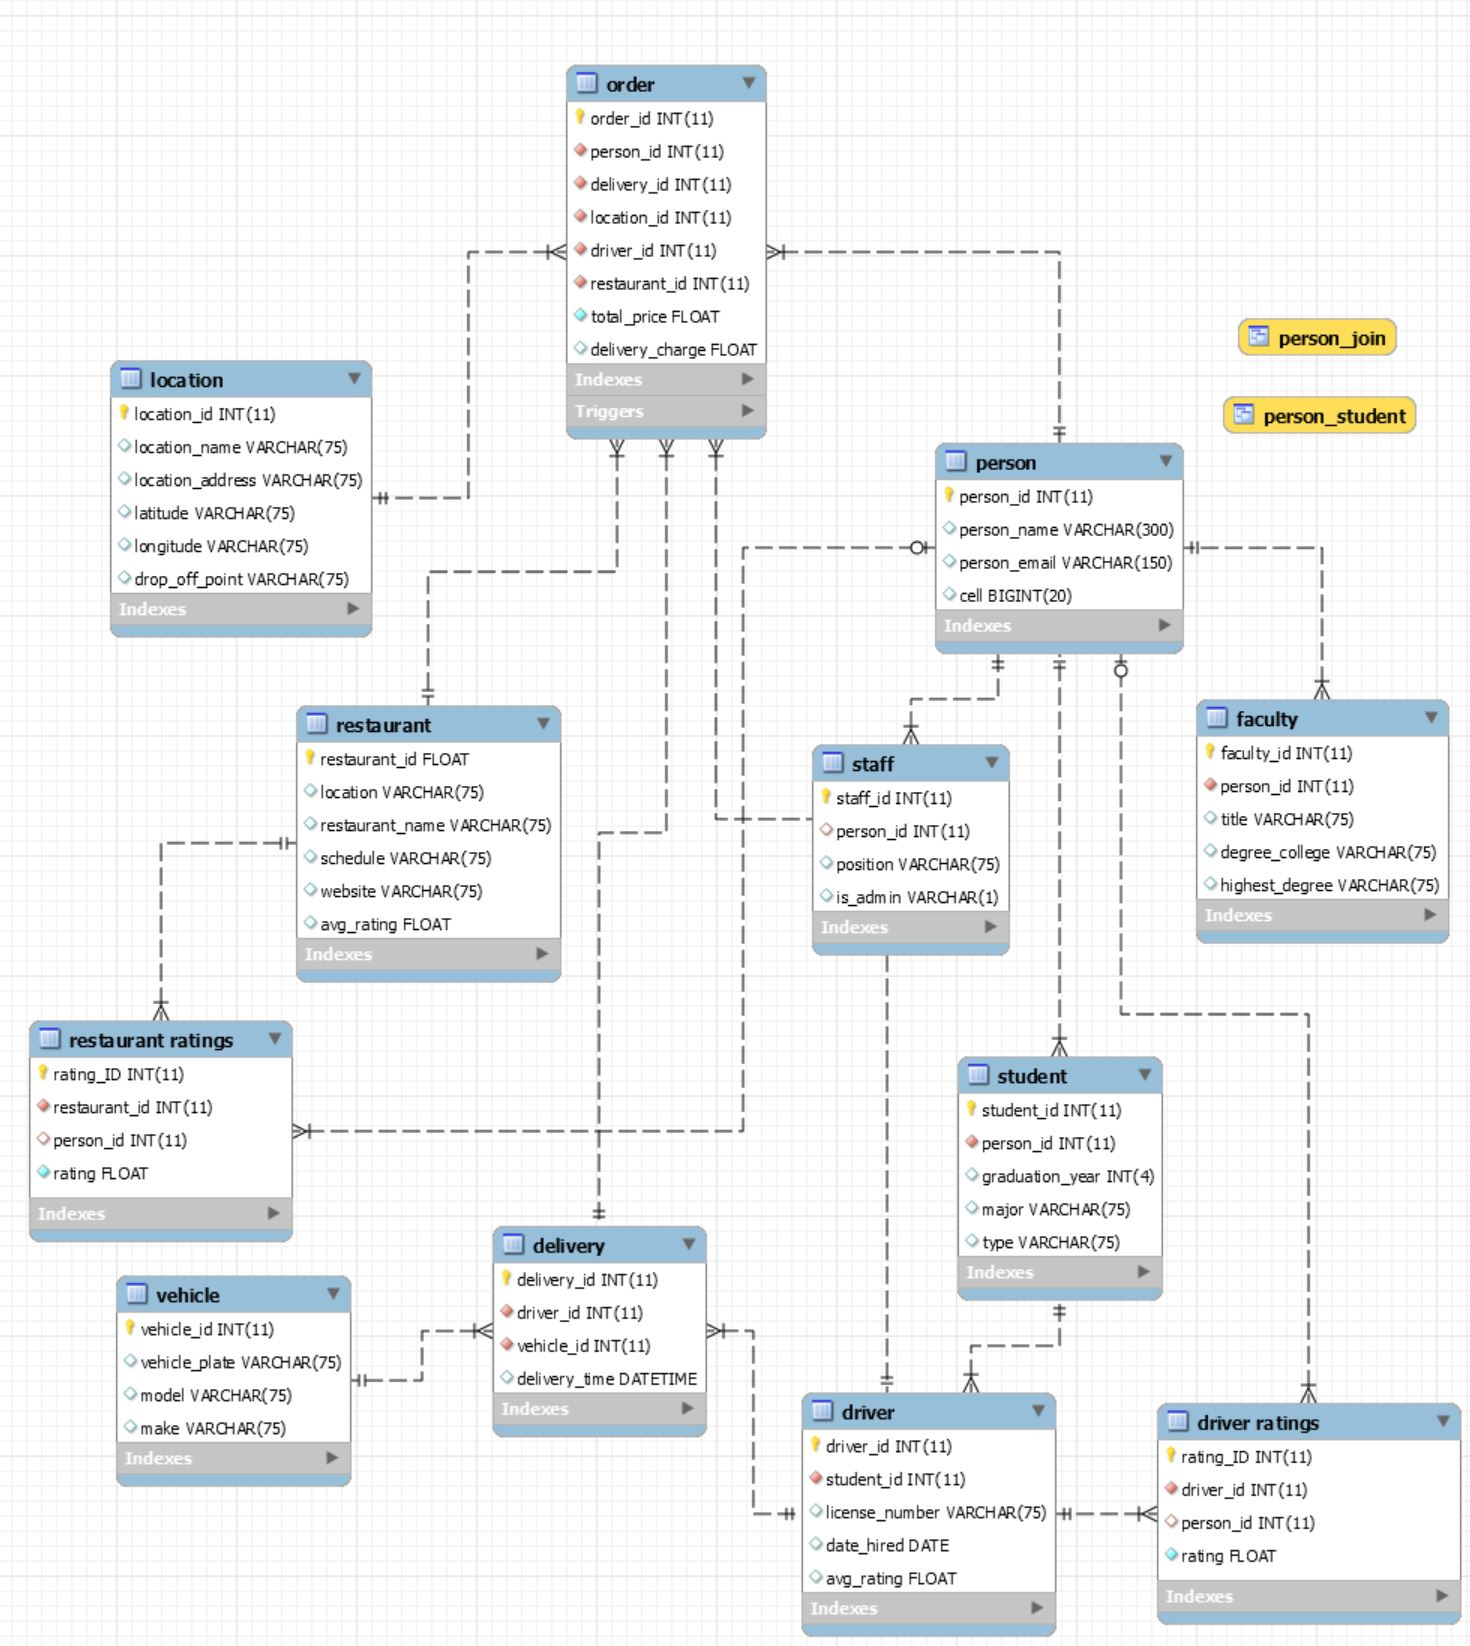 order
order_id INT(11)
person_id INT(11)
delivery_id INT(11)
location_id INT(11)
driver_id INT(11)
restaurant_id INT(11)
total_price FLOAT
delivery_charge FLOAT
Indexes
Triggers
person_join
person_student
location
location_id INT(11)
location_name VARCHAR(75)
location_address VARCHAR(75)
latitude VARCHAR(75)
longitude VARCHAR(75)
drop_off_point VARCHAR(75)
Indexes
person
person_id INT(11)
person_name VARCHAR(300)
person_email VARCHAR(150)
cell BIGINT(20)
Indexes
restaurant
restaurant_id FLOAT
location VARCHAR(75)
restaurant_name VARCHAR(75)
schedule VARCHAR(75)
website VARCHAR(75)
avg_rating FLOAT
Indexes
staff
staff_id INT(11)
person_id INT(11)
position VARCHAR(75)
is_admin VARCHAR(1)
Indexes
faculty
faculty_id INT(11)
person_id INT(11)
title VARCHAR(75)
degree_college VARCHAR(75)
highest_degree VARCHAR(75)
Indexes
restaurant ratings
rating_ID INT(11)
restaurant_id INT(11)
person_id INT(11)
rating FLOAT
Indexes
student
student_id INT(11)
person_id INT(11)
graduation_year INT(4)
major VARCHAR(75)
type VARCHAR(75)
Indexes
vehicle
vehicle_id INT(11)
vehicle_plate VARCHAR(75)
model VARCHAR(75)
make VARCHAR(75)
Indexes
delivery
delivery_id INT(11)
driver_id INT(11)
vehicle_id INT(11)
delivery_time DATETIME
Indexes
driver
driver_id INT(11)
student_id INT(11)
license_number VARCHAR(75)
date_hired DATE
avg_rating FLOAT
Indexes
driver ratings
rating_ID INT(11)
driver_id INT(11)
person_id INT(11)
rating FLOAT
Indexes